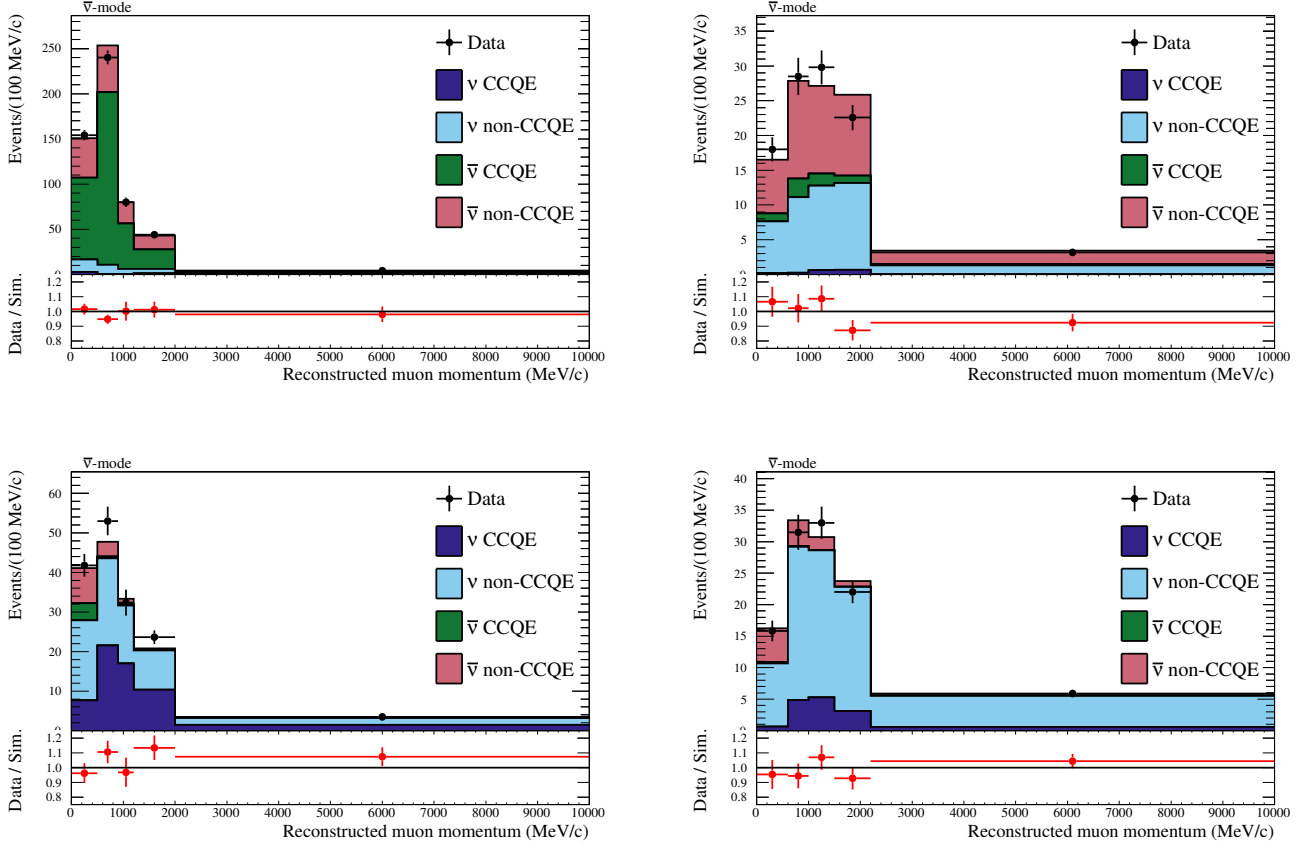 ν̅-mode
Events/(100 MeV/c)
250
200
150
100
50
0
Data
ν CCQE
ν non-CCQE
ν̅ CCQE
ν̅ non-CCQE
Data / Sim.
1.2
1.1
1.0
0.9
0.8
0 1000 2000 3000 4000 5000 6000 7000 8000 9000 10000
Reconstructed muon momentum (MeV/c)
ν̅-mode
Events/(100 MeV/c)
35
30
25
20
15
10
5
0
Data
ν CCQE
ν non-CCQE
ν̅ CCQE
ν̅ non-CCQE
Data / Sim.
1.2
1.1
1.0
0.9
0.8
0 1000 2000 3000 4000 5000 6000 7000 8000 9000 10000
Reconstructed muon momentum (MeV/c)
ν̅-mode
Events/(100 MeV/c)
60
50
40
30
20
10
0
Data
ν CCQE
ν non-CCQE
ν̅ CCQE
ν̅ non-CCQE
Data / Sim.
1.2
1.1
1.0
0.9
0.8
0 1000 2000 3000 4000 5000 6000 7000 8000 9000 10000
Reconstructed muon momentum (MeV/c)
ν̅-mode
Events/(100 MeV/c)
40
35
30
25
20
15
10
5
0
Data
ν CCQE
ν non-CCQE
ν̅ CCQE
ν̅ non-CCQE
Data / Sim.
1.2
1.1
1.0
0.9
0.8
0 1000 2000 3000 4000 5000 6000 7000 8000 9000 10000
Reconstructed muon momentum (MeV/c)